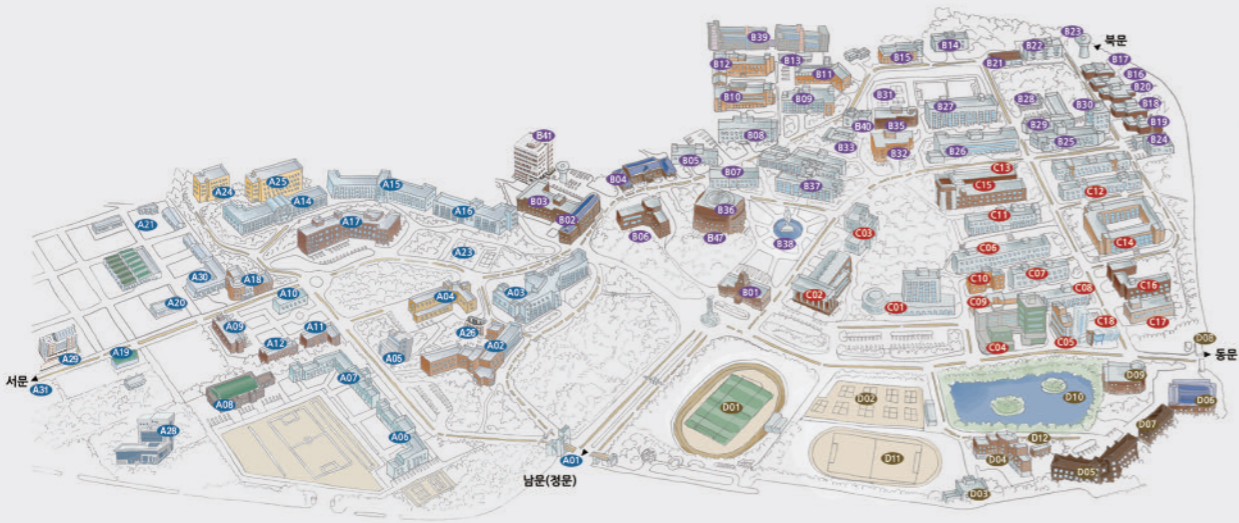 B39
B14
B23
북문
B22
B15
B13
B12
B21
B17
B11
B16
B20
B31
B10
B09
B27
B28
B30
B18
B19
B40
B35
B29
B41
B08
B33
B25
B24
B32
B26
B05
C13
B07
B04
A24
A25
A15
B37
C15
C12
A14
B03
B36
C11
A16
B02
A21
A17
C03
B06
B47
B38
C14
A23
C06
A30
A18
C10
C07
C16
A10
A04
A03
B01
C02
C08
C09
C01
A20
A09
A11
A26
C18
C17
A12
A02
A29
A19
A05
C04
C05
D08
동문
서문
A31
A07
D09
A08
D01
D02
D10
D06
D07
A28
A06
D12
A01
D11
D04
D05
남문(정문)
D03